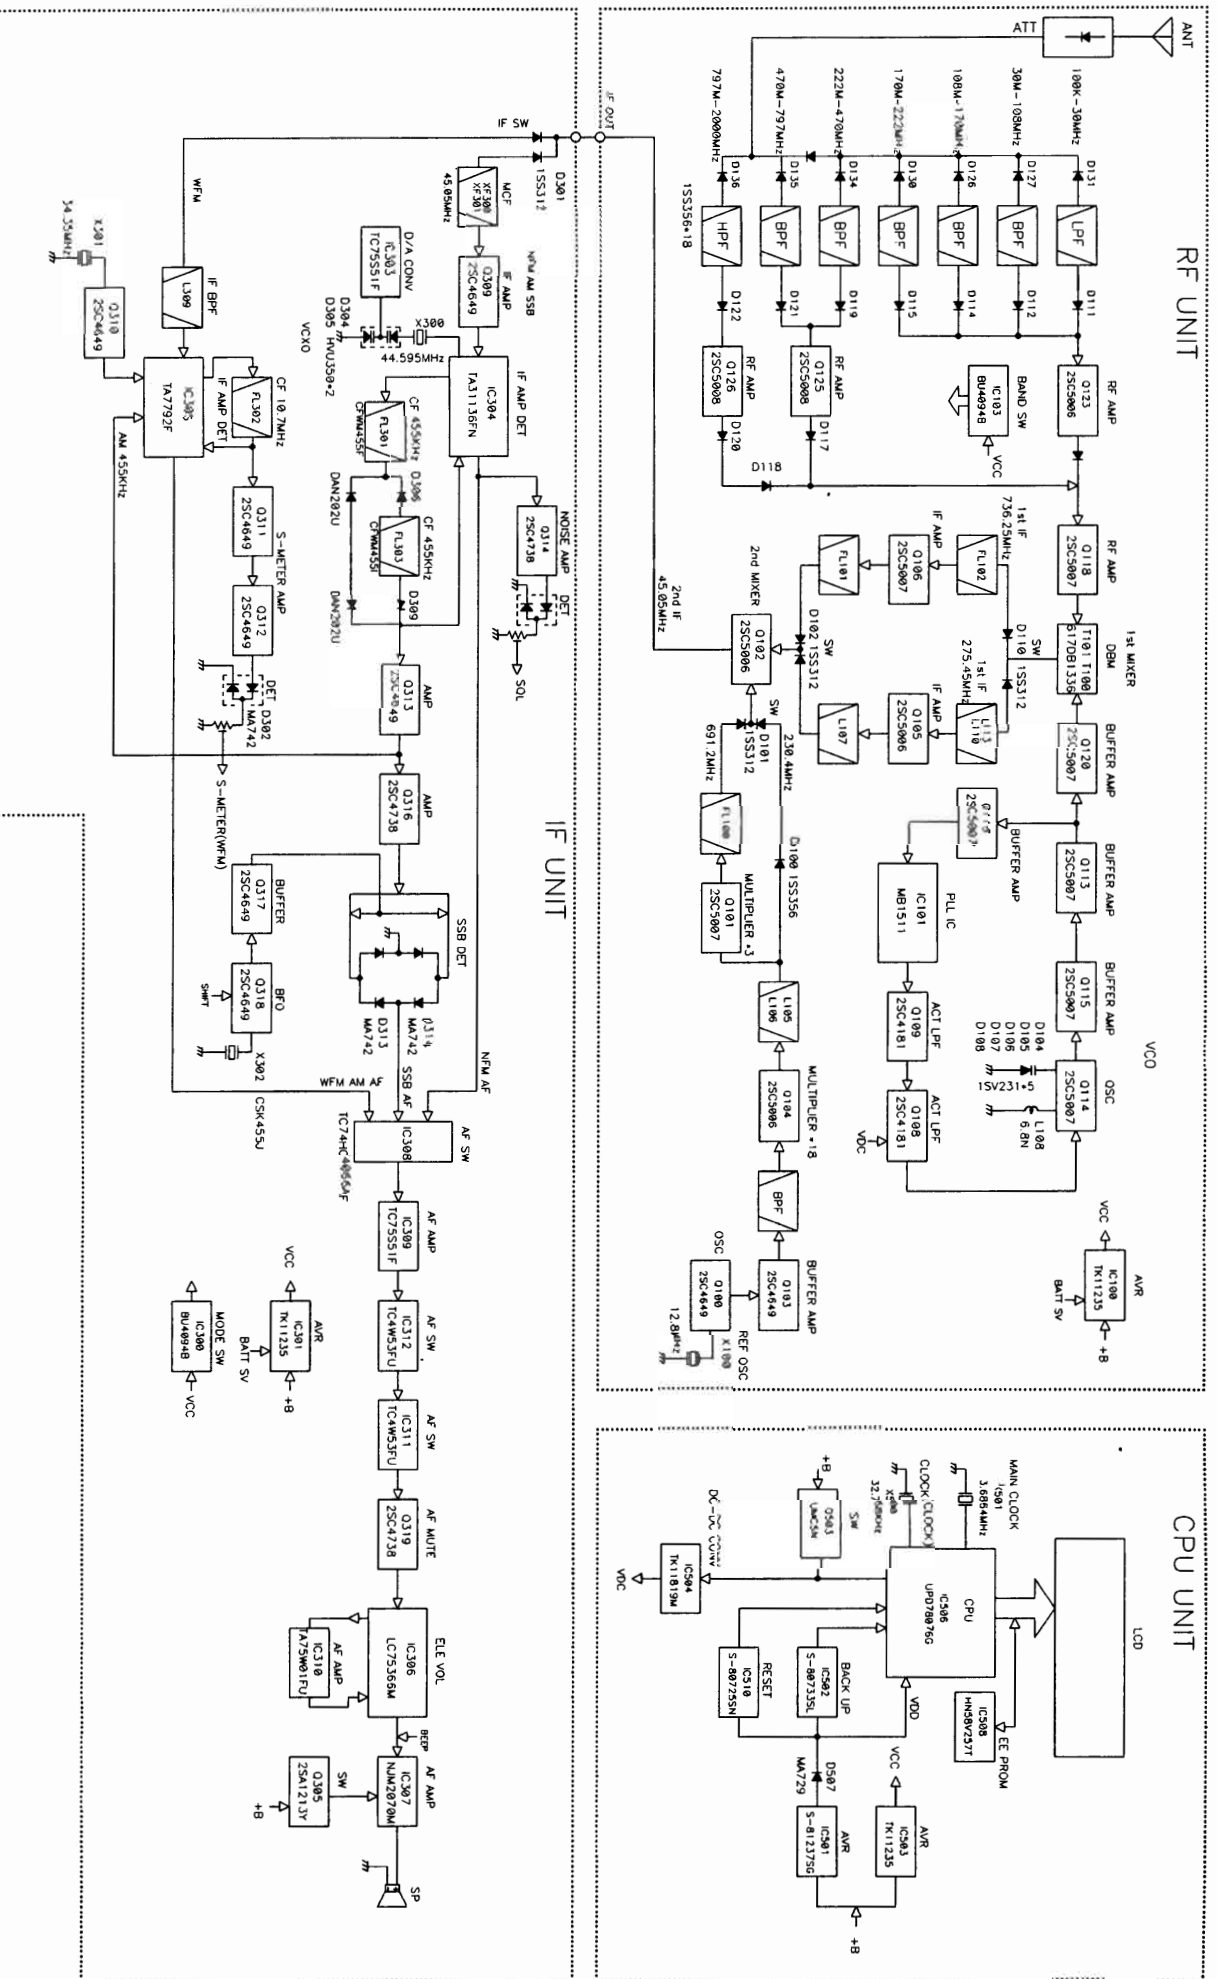 RF UNIT
ANT
ATT
100K-30MHz
30M-108MHz
108M-170MHz
170M-222MHz
222M-470MHz
470M-797MHz
797M-2000MHz
D131
D127
D126
D130
D134
D135
D136
1SS356*18
LPF
BPF
BPF
BPF
BPF
BPF
HPF
D111
D112
D114
D115
D119
D121
D122
RF AMP
Q123
2SC5006
BAND SW
IC103
BU4094B
VCC
RF AMP
Q125
2SC5008
RF AMP
Q126
2SC5008
D117
D120
D118
RF AMP
Q118
2SC5007
1st MIXER
DBM
T101 T100
617DB1336
SW
D110 1SS312
1st IF
736.25MHz
FL102
IF AMP
Q106
2SC5007
FL101
1st IF
275.45MHz
L113
L110
IF AMP
Q105
2SC5006
L107
SW
D102 1SS312
2nd MIXER
Q102
2SC5006
2nd IF
45.05MHz
SW
D101
1SS312
230.4MHz
691.2MHz
FL100
D100 1SS356
MULTIPLIER *3
Q101
2SC5007
L105
L106
MULTIPLIER *18
Q104
2SC5006
BPF
BUFFER AMP
Q103
2SC4649
OSC
Q100
2SC4649
REF OSC
X100
12.8MHz
BUFFER AMP
Q120
2SC5007
BUFFER AMP
2SC5007
BUFFER AMP
Q113
2SC5007
BUFFER AMP
Q115
2SC5007
VCO
OSC
Q114
2SC5007
D104
D105
D106
D107
D108
1SV231*5
L108
6.8N
PLL IC
IC101
MB1511
ACT LPF
Q109
2SC4181
ACT LPF
Q108
2SC4181
VDC
AVR
IC100
TK11235
VCC
+B
BATT SV
IF OUT
IF UNIT
IF SW
D301
1SS312
MCF
XF300
XF301
45.05MHz
NFM AM SSB
IF AMP
Q309
2SC4649
IF AMP DET
IC304
TA31136FN
D/A CONV
IC303
TC75S51F
X300
44.595MHz
D304
D305 HVU350*2
VCXO
CF 455KHz
FL301
CFWM455F
D306
CF 455KHz
FL303
CFWM455I
D309
DAN202U
DAN202U
NOISE AMP
Q314
2SC4738
DET
SQL
WFM
IF BPF
L309
X301
34.35MHz
Q310
2SC4649
IC305
TA7792F
IF AMP DET
CF 10.7MHz
FL302
AM 455KHz
S-METER AMP
Q311
2SC4649
Q312
2SC4649
DET
D302
MA742
S-METER(WFM)
AMP
Q313
2SC4649
AMP
Q316
2SC4738
SSB DET
D314
MA742
D313
MA742
BUFFER
Q317
2SC4649
BFO
Q318
2SC4649
SHIFT
X302
CSK455J
NFM AF
SSB AF
WFM AM AF
AF SW
IC308
TC74HC4066AF
AF AMP
IC309
TC75S51F
AF SW
IC312
TC4W53FU
AF SW
IC311
TC4W53FU
AF MUTE
Q319
2SC4738
ELE VOL
IC306
LC75366M
AF AMP
IC310
TA75W01FU
BEEP
AF AMP
IC307
NJM2070M
SP
SW
Q305
2SA1213Y
+B
AVR
IC301
TK11235
VCC
+B
BATT SV
MODE SW
IC300
BU4094B
VCC
CPU UNIT
LCD
MAIN CLOCK
X501
3.6864MHz
CLOCK(CLOCK)
X500
32.768KHz
CPU
IC506
UPD78076G
EE PROM
IC508
HN58V257T
SW
Q503
UMC5N
+B
DC-DC CONV
IC504
TK11819M
VDC
VDD
BACK UP
IC502
S-80733SL
RESET
IC510
S-80725SN
D507
MA729
AVR
IC501
S-81237SG
AVR
IC503
TK11235
VCC
+B